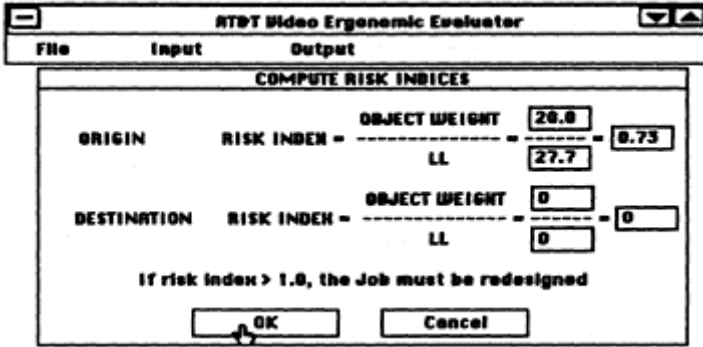 AT&T Video Ergonomic Evaluator
File Input Output
COMPUTE RISK INDICES
ORIGIN RISK INDEX = OBJECT WEIGHT / LL = 20.0 / 27.7 = 0.73
DESTINATION RISK INDEX = OBJECT WEIGHT / LL = 0 / 0 = 0
If risk index > 1.0, the Job must be redesigned
OK Cancel